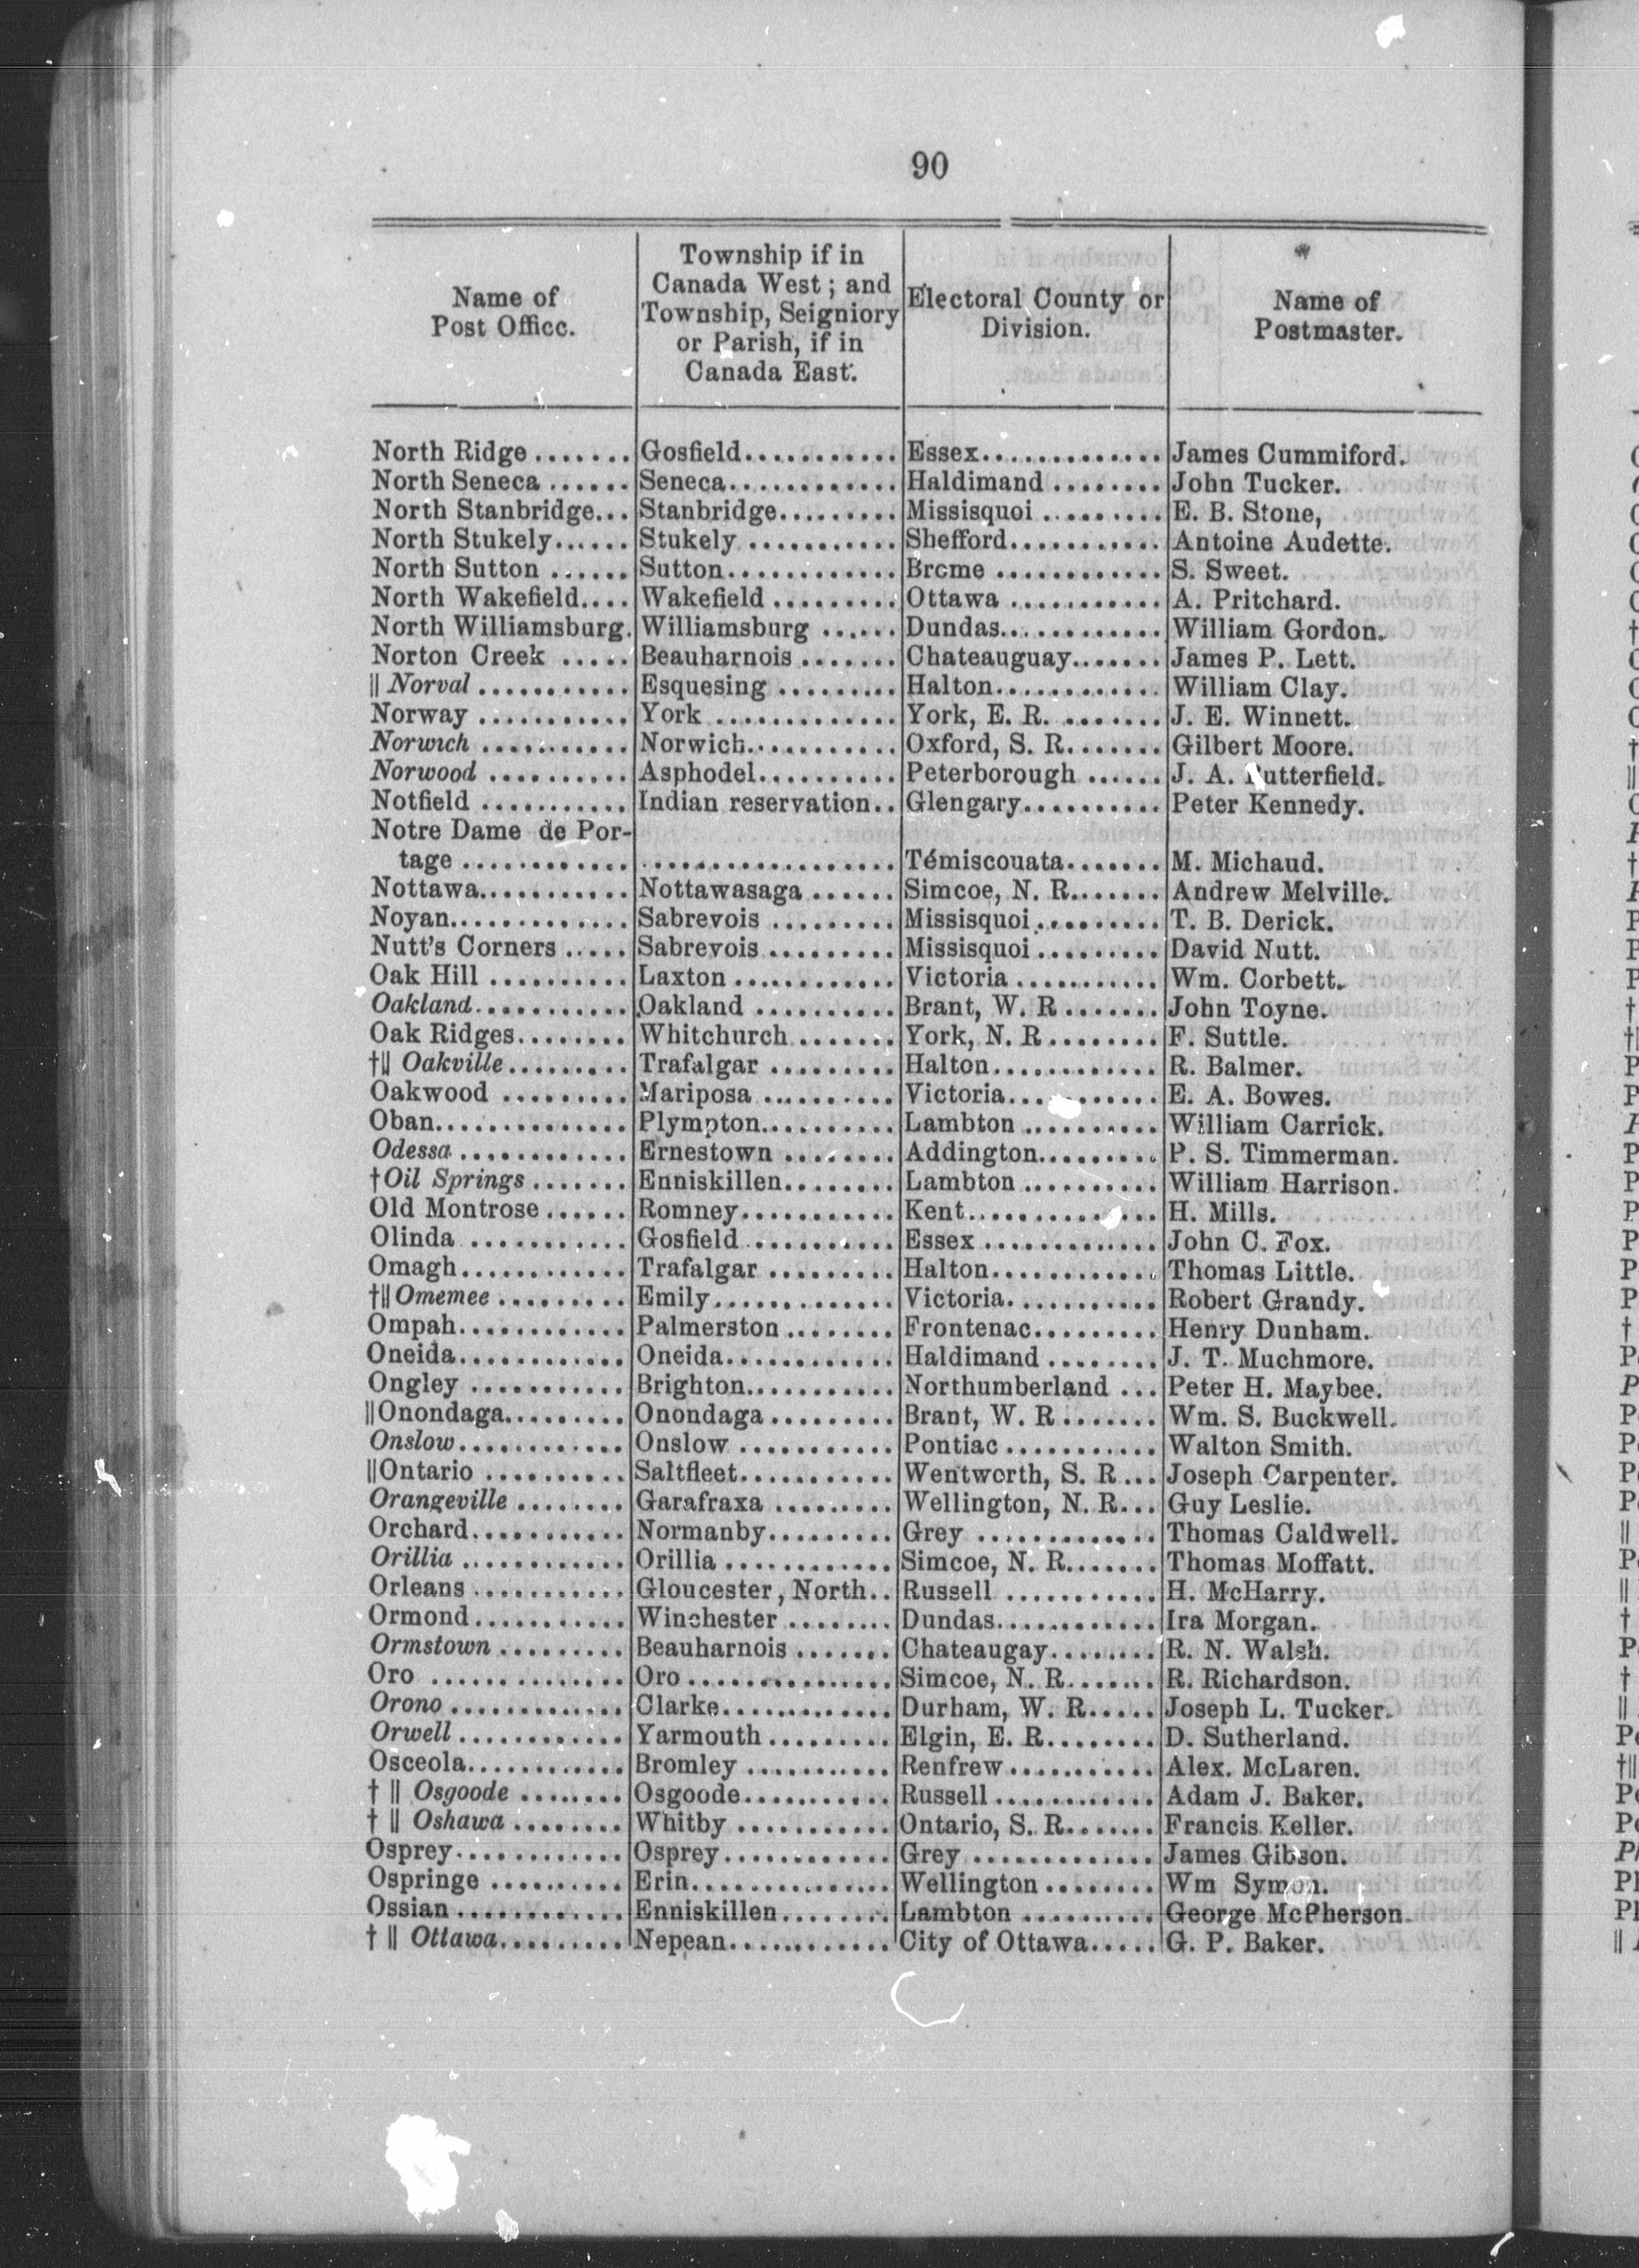 90
Name of
Post Office.
Township if in
Canada West; and
Township, Seigniory
or Parish, if in
Canada East.
Electoral County or
Division.
Name of
Postmaster.
North Ridge ....... Gosfield........... Essex............. James Cummiford.
North Seneca ...... Seneca............ Haldimand ........ John Tucker.
North Stanbridge... Stanbridge......... Missisquoi ......... E. B. Stone,
North Stukely...... Stukely ........... Shefford........... Antoine Audette.
North Sutton ...... Sutton............ Brome ............ S. Sweet.
North Wakefield.... Wakefield ......... Ottawa ........... A. Pritchard.
North Williamsburg. Williamsburg ...... Dundas............ William Gordon.
Norton Creek ..... Beauharnois ....... Chateauguay....... James P. Lett.
|| Norval ........... Esquesing ......... Halton............ William Clay.
Norway ........... York ............. York, E. R. ....... J. E. Winnett.
Norwich .......... Norwich........... Oxford, S. R....... Gilbert Moore.
Norwood .......... Asphodel.......... Peterborough ...... J. A. utterfield.
Notfield ........... Indian reservation.. Glengary.......... Peter Kennedy.
Notre Dame de Por-
tage ............ .................. Témiscouata....... M. Michaud.
Nottawa........... Nottawasaga ...... Simcoe, N. R....... Andrew Melville.
Noyan............. Sabrevois ......... Missisquoi ......... T. B. Derick.
Nutt's Corners ..... Sabrevois ......... Missisquoi ......... David Nutt.
Oak Hill .......... Laxton ............ Victoria ........... Wm. Corbett.
Oakland........... Oakland .......... Brant, W. R ....... John Toyne.
Oak Ridges........ Whitchurch ....... York, N. R ........ F. Suttle.
†|| Oakville ......... Trafalgar ......... Halton............ R. Balmer.
Oakwood ......... Mariposa .......... Victoria........... E. A. Bowes.
Oban.............. Plympton.......... Lambton .......... William Carrick.
Odessa ............ Ernestown ........ Addington......... P. S. Timmerman.
†Oil Springs ....... Enniskillen........ Lambton .......... William Harrison.
Old Montrose ...... Romney........... Kent.............. H. Mills.
Olinda ........... Gosfield .......... Essex ............. John C. Fox.
Omagh............ Trafalgar ......... Halton............ Thomas Little.
†|| Omemee ......... Emily............. Victoria........... Robert Grandy.
Ompah............ Palmerston ........ Frontenac......... Henry Dunham.
Oneida............ Oneida............ Haldimand ........ J. T. Muchmore.
Ongley ........... Brighton........... Northumberland ... Peter H. Maybee.
||Onondaga......... Onondaga ......... Brant, W. R ....... Wm. S. Buckwell.
Onslow............ Onslow ........... Pontiac ........... Walton Smith.
||Ontario .......... Saltfleet........... Wentworth, S. R... Joseph Carpenter.
Orangeville ........ Garafraxa ......... Wellington, N. R... Guy Leslie.
Orchard........... Normanby......... Grey ............. Thomas Caldwell.
Orillia ............ Orillia ............ Simcoe, N. R....... Thomas Moffatt.
Orleans ........... Gloucester, North.. Russell ........... H. McHarry.
Ormond........... Winchester ........ Dundas............ Ira Morgan.
Ormstown ......... Beauharnois ....... Chateaugay........ R. N. Walsh.
Oro .............. Oro ............... Simcoe, N. R....... R. Richardson.
Orono ............. Clarke............ Durham, W. R..... Joseph L. Tucker.
Orwell ............ Yarmouth ......... Elgin, E. R........ D. Sutherland.
Osceola............ Bromley .......... Renfrew ........... Alex. McLaren.
† || Osgoode ........ Osgoode........... Russell ............ Adam J. Baker.
† || Oshawa ........ Whitby ........... Ontario, S. R....... Francis Keller.
Osprey............ Osprey............ Grey ............. James Gibson.
Ospringe .......... Erin.............. Wellington ........ Wm Symon.
Ossian ............ Enniskillen........ Lambton .......... George McPherson.
† || Ottawa......... Nepean............ City of Ottawa..... G. P. Baker.